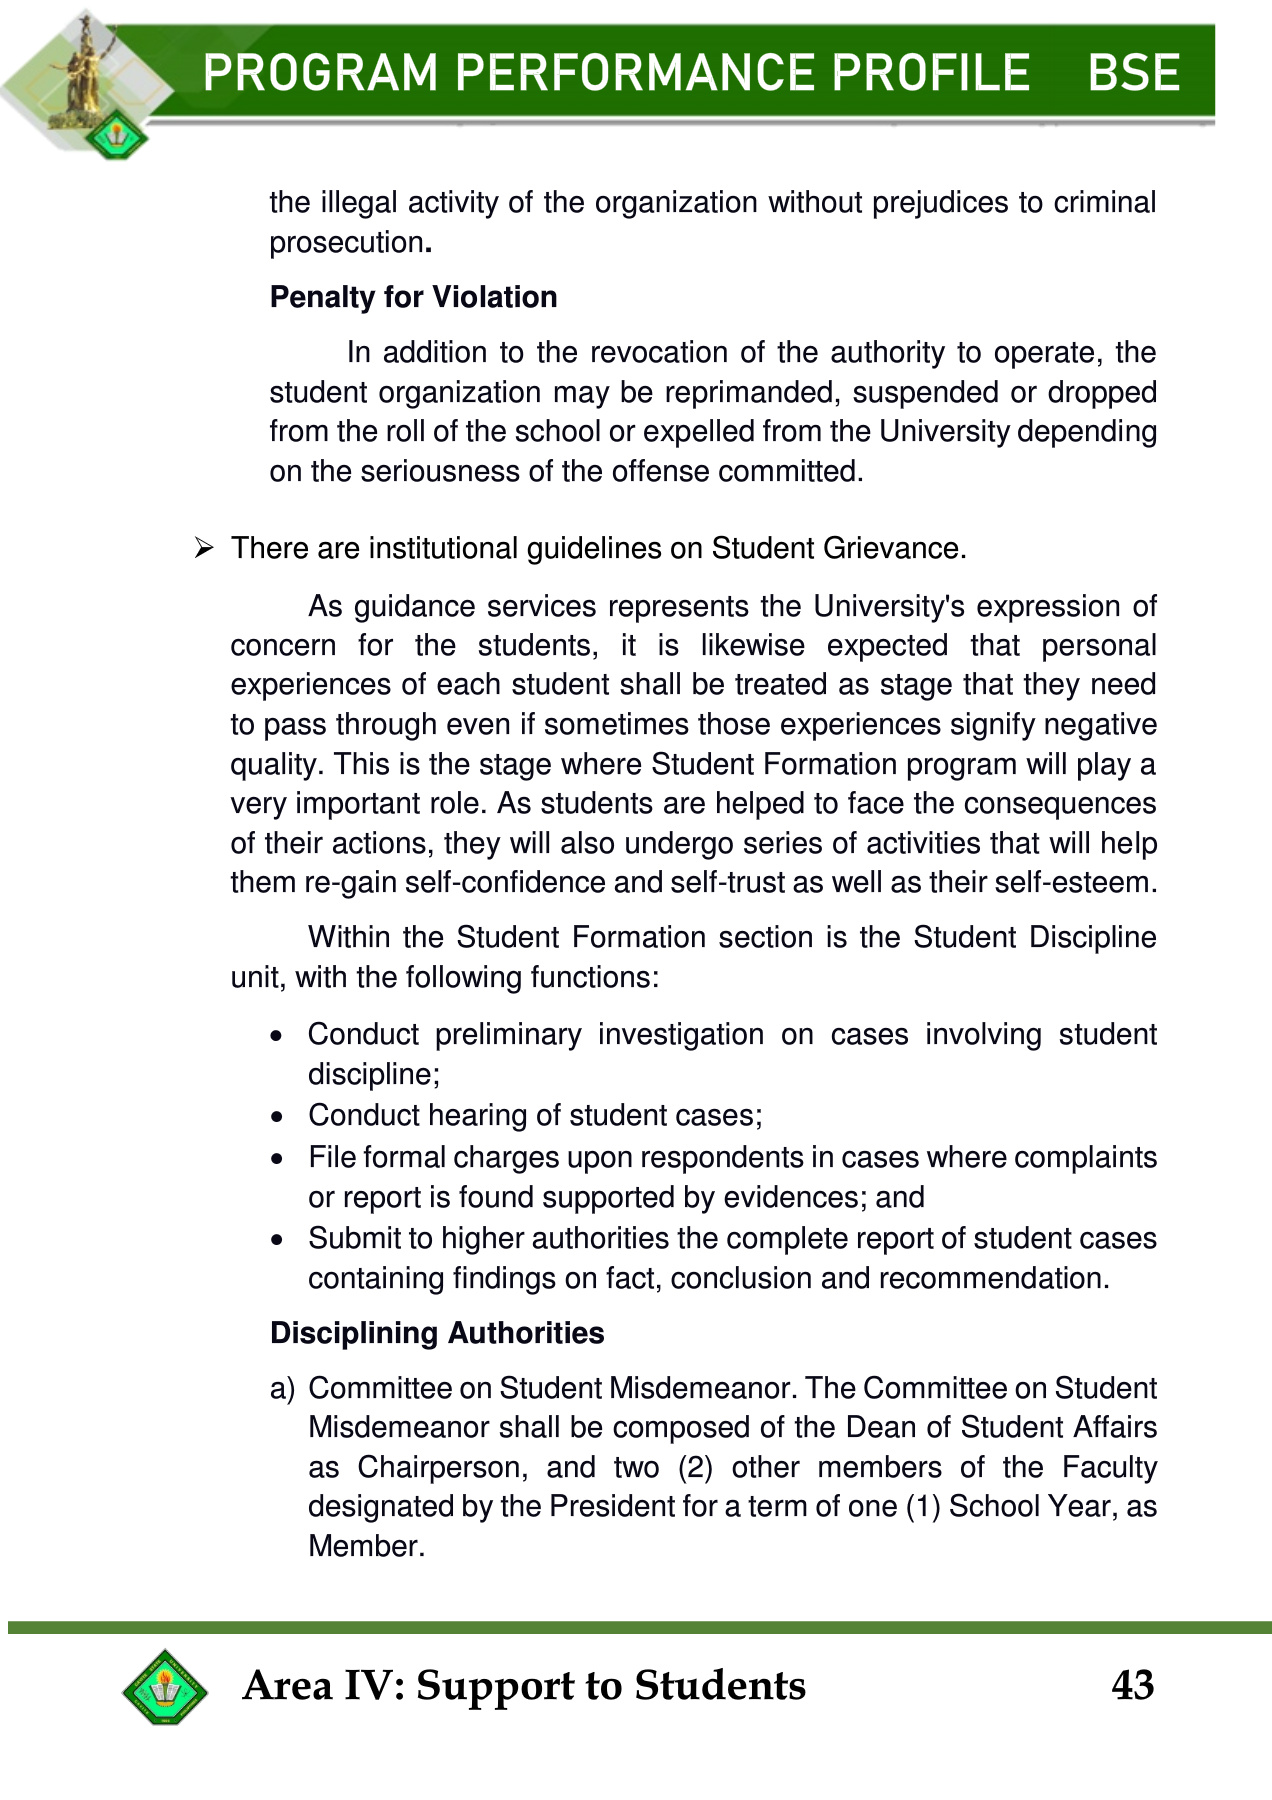 PROGRAM PERFORMANCE PROFILE BSE
the illegal activity of the organization without prejudices to criminal
prosecution.
Penalty for Violation
In addition to the revocation of the authority to operate, the
student organization may be reprimanded, suspended or dropped
from the roll of the school or expelled from the University depending
on the seriousness of the offense committed.
➢ There are institutional guidelines on Student Grievance.
As guidance services represents the University's expression of
concern for the students, it is likewise expected that personal
experiences of each student shall be treated as stage that they need
to pass through even if sometimes those experiences signify negative
quality. This is the stage where Student Formation program will play a
very important role. As students are helped to face the consequences
of their actions, they will also undergo series of activities that will help
them re-gain self-confidence and self-trust as well as their self-esteem.
Within the Student Formation section is the Student Discipline
unit, with the following functions:
• Conduct preliminary investigation on cases involving student
discipline;
• Conduct hearing of student cases;
• File formal charges upon respondents in cases where complaints
or report is found supported by evidences; and
• Submit to higher authorities the complete report of student cases
containing findings on fact, conclusion and recommendation.
Disciplining Authorities
a) Committee on Student Misdemeanor. The Committee on Student
Misdemeanor shall be composed of the Dean of Student Affairs
as Chairperson, and two (2) other members of the Faculty
designated by the President for a term of one (1) School Year, as
Member.
Area IV: Support to Students 43